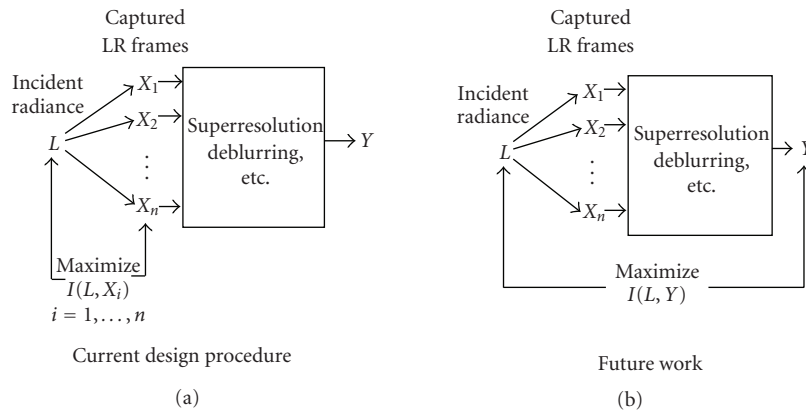 Captured
LR frames
Incident
radiance
L
X1
X2
⋮
Xn
Superresolution
deblurring,
etc.
Y
Maximize
I(L, Xi)
i = 1, . . . , n
Current design procedure
(a)
Captured
LR frames
Incident
radiance
L
X1
X2
⋮
Xn
Superresolution
deblurring,
etc.
Y
Maximize
I(L, Y)
Future work
(b)